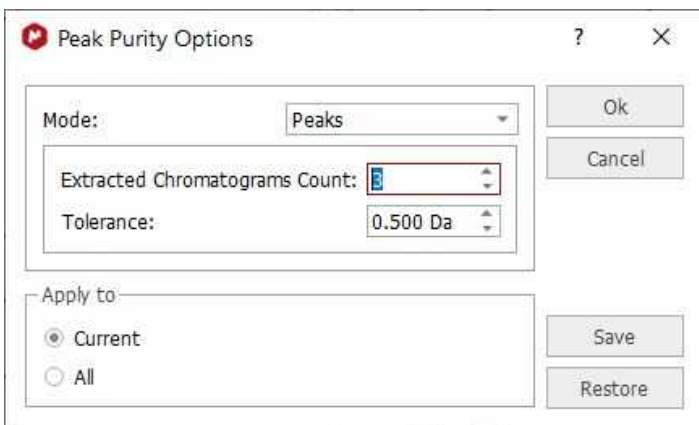 Peak Purity Options ? X
Mode: Peaks
Ok
Extracted Chromatograms Count: 3
Cancel
Tolerance: 0.500 Da
Apply to
Current
Save
All
Restore